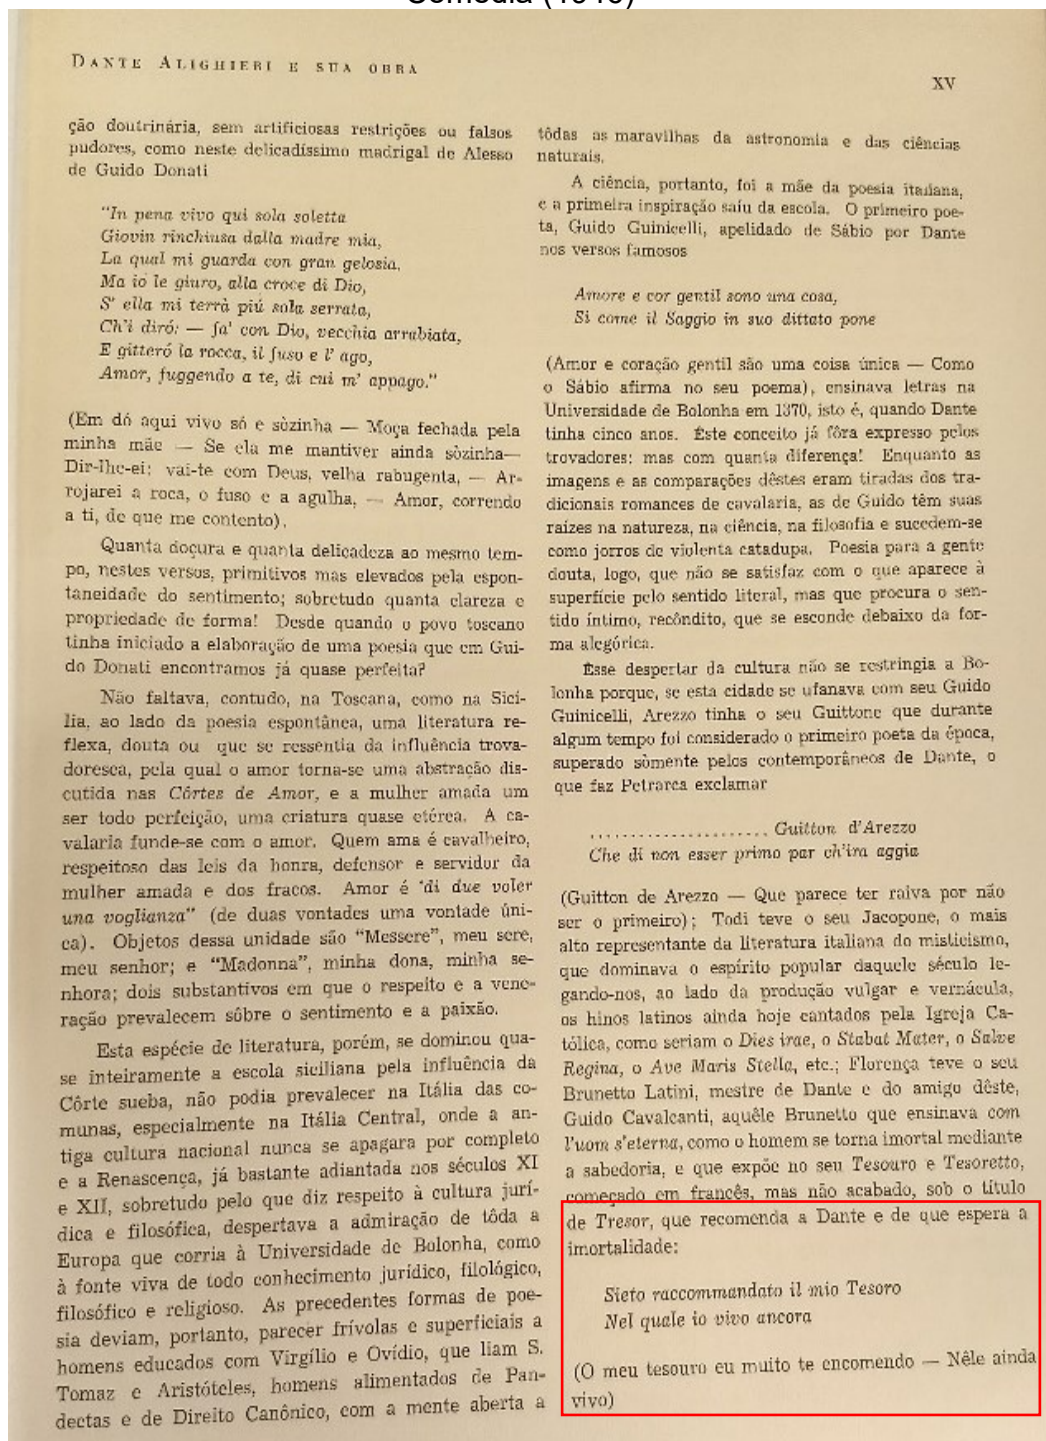 Comédia (1946)
DANTE ALIGHIERI E SUA OBRA
XV
ção doutrinária, sem artificiosas restrições ou falsos
pudores, como neste delicadíssimo madrigal de Alesso
de Guido Donati
"In pena vivo qui sola soletta
Giovin rinchiusa dalla madre mia,
La qual mi guarda con gran gelosia,
Ma io le giuro, alla croce di Dio,
S' ella mi terrà piú sola serrata,
Ch'i diró: — fa' con Dio, vecchia arrabiata,
E gitteró la rocca, il fuso e l' ago,
Amor, fuggendo a te, di cui m' appago."
(Em dó aqui vivo só e sòzinha — Moça fechada pela
minha mãe — Se ela me mantiver ainda sòzinha—
Dir-lhe-ei: vai-te com Deus, velha rabugenta, — Ar-
rojarei a roca, o fuso e a agulha, — Amor, correndo
a ti, de que me contento).
Quanta doçura e quanta delicadeza ao mesmo tem-
po, nestes versos, primitivos mas elevados pela espon-
taneidade do sentimento; sobretudo quanta clareza e
propriedade de forma! Desde quando o povo toscano
tinha iniciado a elaboração de uma poesia que em Gui-
do Donati encontramos já quase perfeita?
Não faltava, contudo, na Toscana, como na Sicí-
lia, ao lado da poesia espontânea, uma literatura re-
flexa, douta ou que se ressentia da influência trova-
doresca, pela qual o amor torna-se uma abstração dis-
cutida nas Côrtes de Amor, e a mulher amada um
ser todo perfeição, uma criatura quase etérea. A ca-
valaria funde-se com o amor. Quem ama é cavalheiro,
respeitoso das leis da honra, defensor e servidor da
mulher amada e dos fracos. Amor é "di due voler
una voglianza" (de duas vontades uma vontade úni-
ca). Objetos dessa unidade são "Messere", meu sere,
meu senhor; e "Madonna", minha dona, minha se-
nhora; dois substantivos em que o respeito e a vene-
ração prevalecem sôbre o sentimento e a paixão.
Esta espécie de literatura, porém, se dominou qua-
se inteiramente a escola siciliana pela influência da
Côrte sueba, não podia prevalecer na Itália das co-
munas, especialmente na Itália Central, onde a an-
tiga cultura nacional nunca se apagara por completo
e a Renascença, já bastante adiantada nos séculos XI
e XII, sobretudo pelo que diz respeito à cultura jurí-
dica e filosófica, despertava a admiração de tôda a
Europa que corria à Universidade de Bolonha, como
à fonte viva de todo conhecimento jurídico, filológico,
filosófico e religioso. As precedentes formas de poe-
sia deviam, portanto, parecer frívolas e superficiais a
homens educados com Virgílio e Ovídio, que liam S.
Tomaz e Aristóteles, homens alimentados de Pan-
dectas e de Direito Canônico, com a mente aberta a
tôdas as maravilhas da astronomia e das ciências
naturais.
A ciência, portanto, foi a mãe da poesia italiana,
e a primeira inspiração saiu da escola. O primeiro poe-
ta, Guido Guinicelli, apelidado de Sábio por Dante
nos versos famosos
Amore e cor gentil sono una cosa,
Si come il Saggio in suo dittato pone
(Amor e coração gentil são uma coisa única — Como
o Sábio afirma no seu poema), ensinava letras na
Universidade de Bolonha em 1370, isto é, quando Dante
tinha cinco anos. Êste conceito já fôra expresso pelos
trovadores: mas com quanta diferença! Enquanto as
imagens e as comparações dêstes eram tiradas dos tra-
dicionais romances de cavalaria, as de Guido têm suas
raízes na natureza, na ciência, na filosofia e sucedem-se
como jorros de violenta catadupa. Poesia para a gente
douta, logo, que não se satisfaz com o que aparece à
superfície pelo sentido literal, mas que procura o sen-
tido íntimo, recôndito, que se esconde debaixo da for-
ma alegórica.
Êsse despertar da cultura não se restringia a Bo-
lonha porque, se esta cidade se ufanava com seu Guido
Guinicelli, Arezzo tinha o seu Guittone que durante
algum tempo foi considerado o primeiro poeta da época,
superado sòmente pelos contemporâneos de Dante, o
que faz Petrarca exclamar
...................... Guitton d'Arezzo
Che di non esser primo par ch'ira aggia
(Guitton de Arezzo — Que parece ter raiva por não
ser o primeiro); Todi teve o seu Jacopone, o mais
alto representante da literatura italiana do misticismo,
que dominava o espírito popular daquele século le-
gando-nos, ao lado da produção vulgar e vernácula,
os hinos latinos ainda hoje cantados pela Igreja Ca-
tólica, como seriam o Dies irae, o Stabat Mater, o Salve
Regina, o Ave Maris Stella, etc.; Florença teve o seu
Brunetto Latini, mestre de Dante e do amigo dêste,
Guido Cavalcanti, aquêle Brunetto que ensinava com
l'uom s'eterna, como o homem se torna imortal mediante
a sabedoria, e que expõe no seu Tesouro e Tesoretto,
começado em francês, mas não acabado, sob o título
de Tresor, que recomenda a Dante e de que espera a
imortalidade:
Sieto raccommandato il mio Tesoro
Nel quale io vivo ancora
(O meu tesouro eu muito te encomendo — Nêle ainda
vivo)